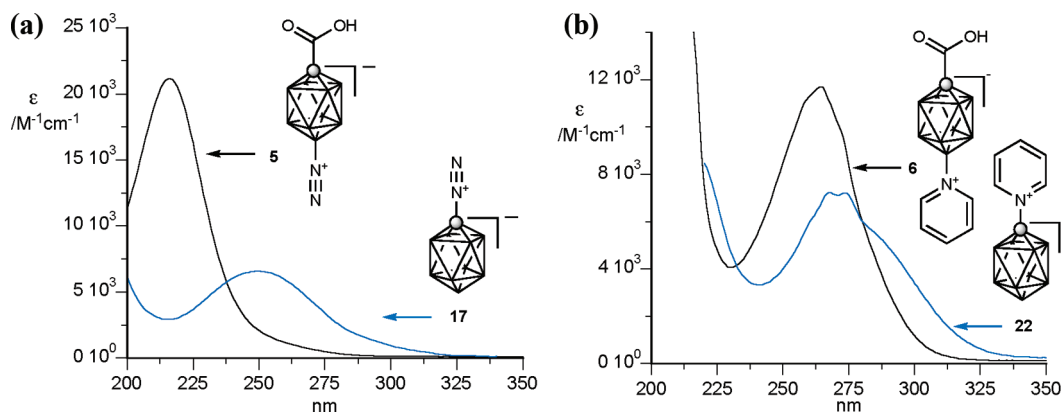 (a)
25 10³
20 10³
15 10³
10 10³
5 10³
0 10⁰
ε
/M⁻¹cm⁻¹
200 225 250 275 300 325 350
nm
O
OH
−
N⁺
N
5
N
N⁺
−
17
(b)
12 10³
8 10³
4 10³
0 10⁰
ε
/M⁻¹cm⁻¹
200 225 250 275 300 325 350
nm
O
OH
-
N⁺
6
N⁺
22